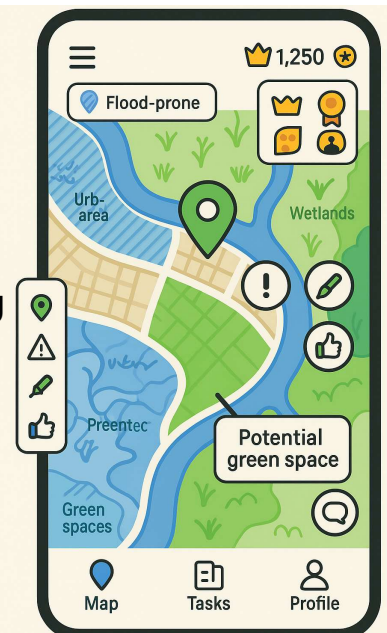 1,250
Flood-prone
Urb-
area
Wetlands
Preentec
Potential
green space
Green
spaces
Map
Tasks
Profile